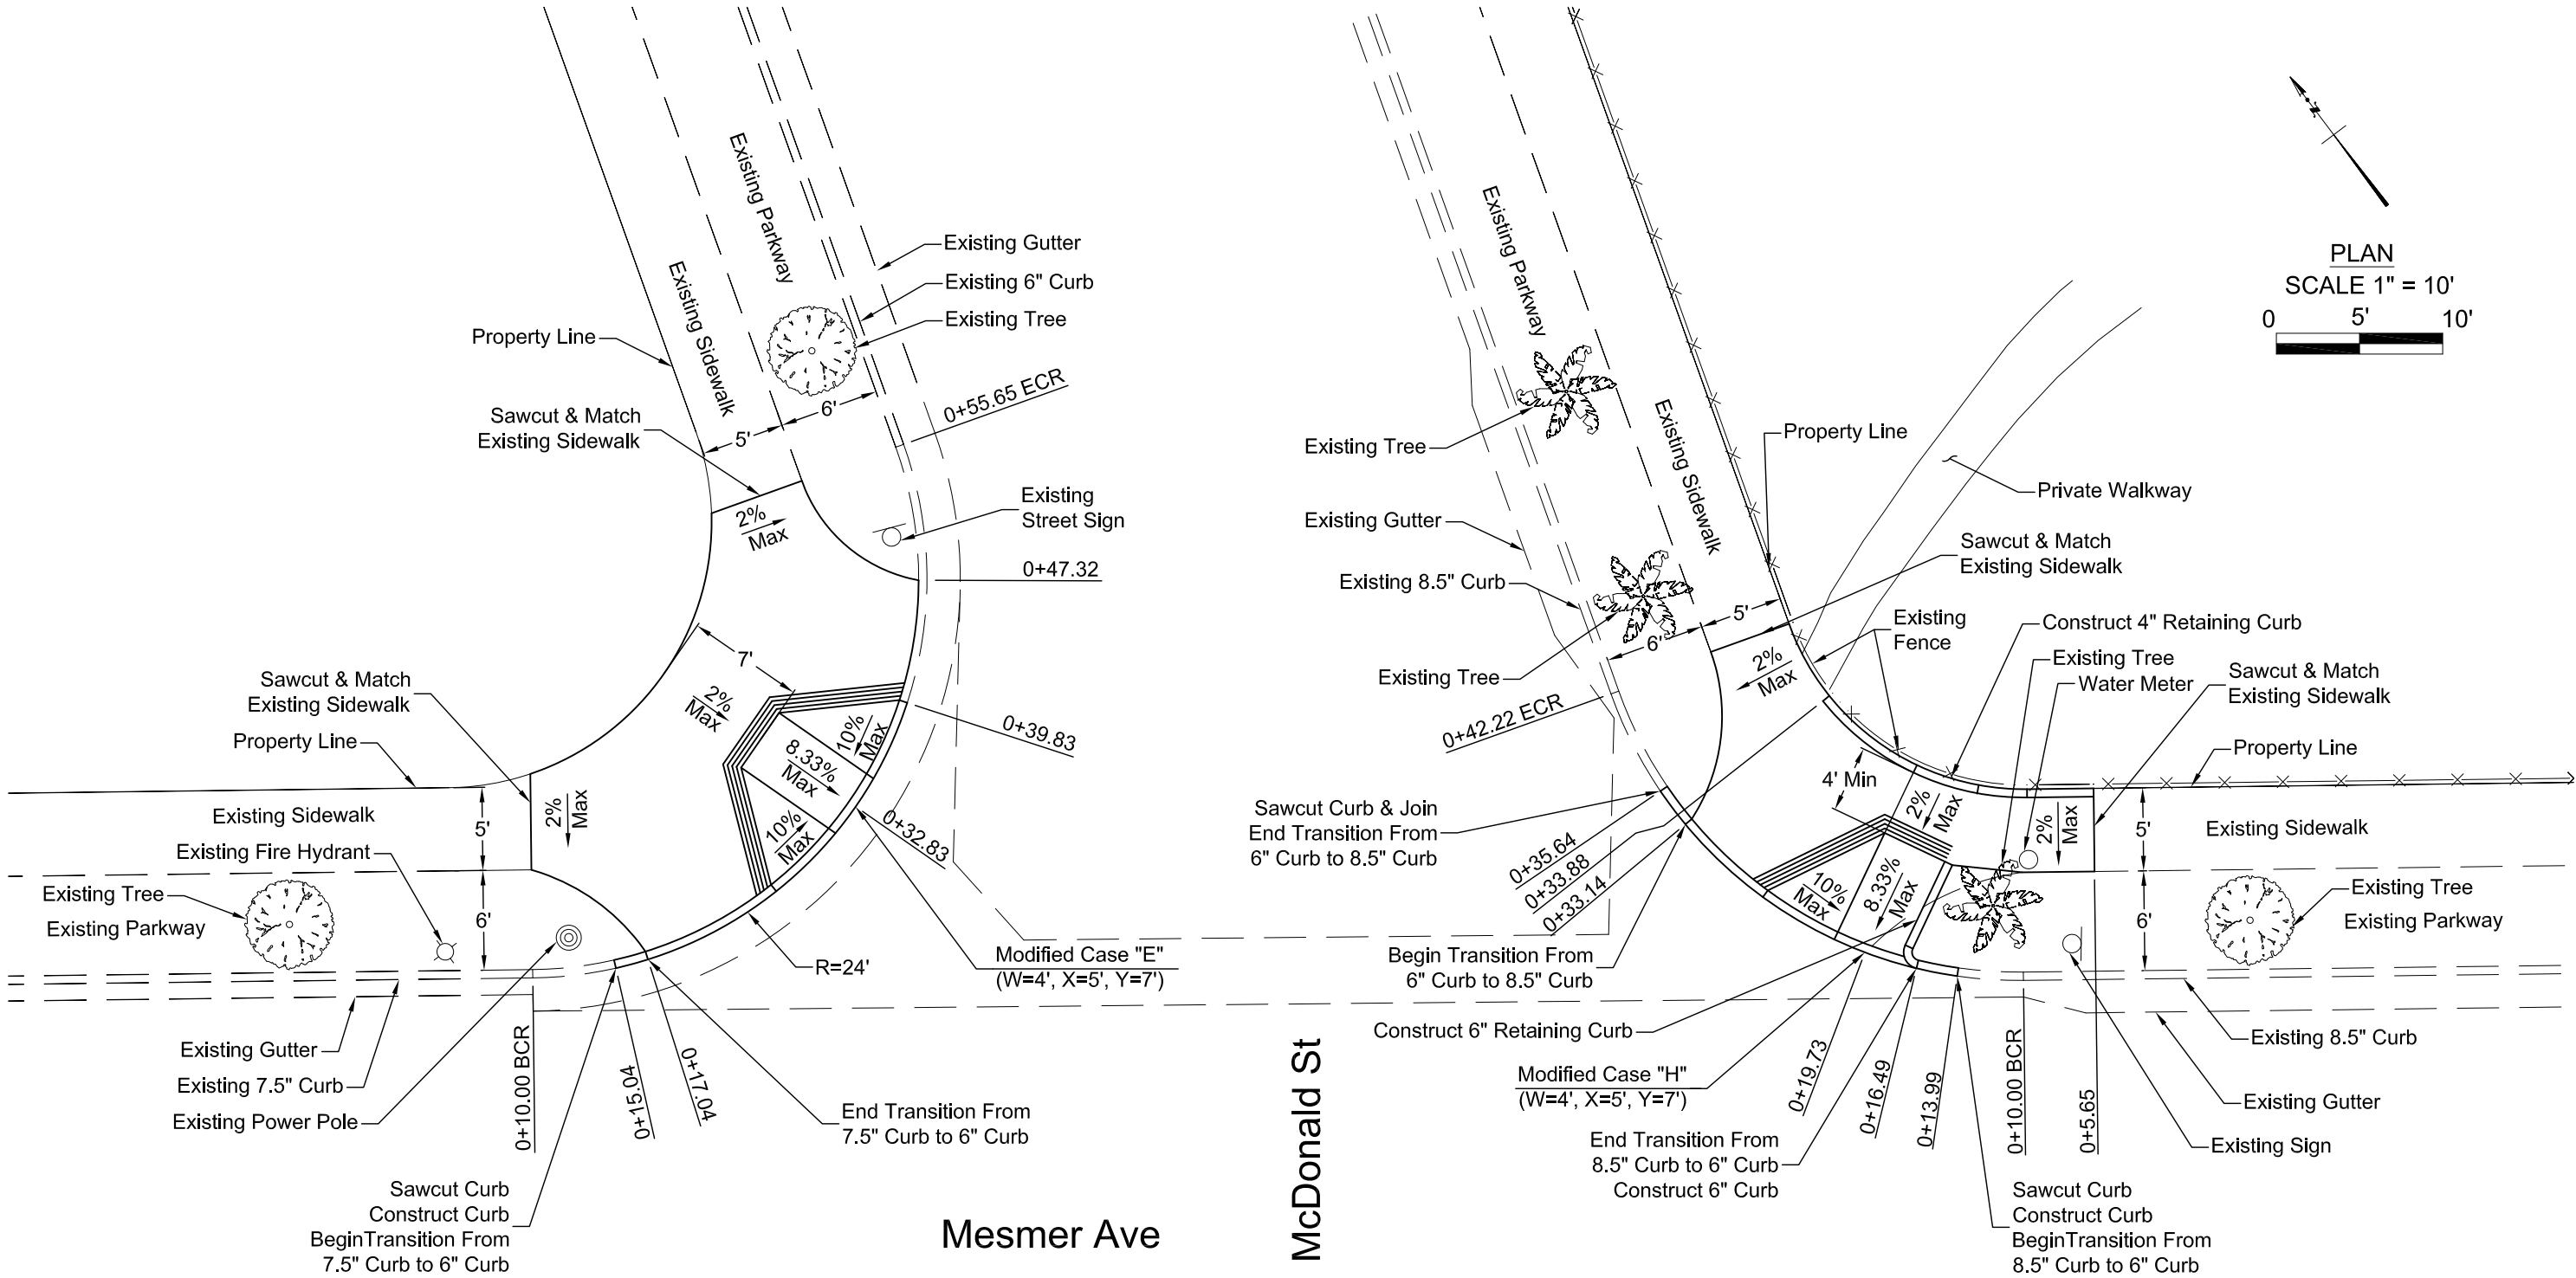 Existing Parkway
Existing Sidewalk
Existing Gutter
Existing 6" Curb
Existing Tree
Property Line
Sawcut & Match
Existing Sidewalk
5'
6'
0+55.65 ECR
2%
Max
Existing
Street Sign
0+47.32
7'
2%
Max
10%
Max
8.33%
Max
10%
Max
0+39.83
0+32.83
Sawcut & Match
Existing Sidewalk
Property Line
2%
Max
Existing Sidewalk
5'
Existing Fire Hydrant
Existing Tree
Existing Parkway
6'
Modified Case "E"
(W=4', X=5', Y=7')
R=24'
Existing Gutter
Existing 7.5" Curb
Existing Power Pole
0+10.00 BCR
0+15.04
0+17.04
End Transition From
7.5" Curb to 6" Curb
Sawcut Curb
Construct Curb
BeginTransition From
7.5" Curb to 6" Curb
Mesmer Ave
McDonald St
Existing Parkway
Existing Sidewalk
Existing Tree
Existing Gutter
Existing 8.5" Curb
Existing Tree
5'
6'
0+42.22 ECR
2%
Max
Property Line
Private Walkway
Sawcut & Match
Existing Sidewalk
Existing
Fence
Construct 4" Retaining Curb
Existing Tree
Water Meter
Sawcut & Match
Existing Sidewalk
Property Line
4' Min
2%
Max
2%
Max
5'
Existing Sidewalk
Sawcut Curb & Join
End Transition From
6" Curb to 8.5" Curb
0+35.64
0+33.88
0+33.14
10%
Max
8.33%
Max
6'
Existing Tree
Existing Parkway
Begin Transition From
6" Curb to 8.5" Curb
Construct 6" Retaining Curb
Modified Case "H"
(W=4', X=5', Y=7')
0+19.73
0+16.49
0+13.99
0+10.00 BCR
0+5.65
Existing 8.5" Curb
Existing Gutter
Existing Sign
End Transition From
8.5" Curb to 6" Curb
Construct 6" Curb
Sawcut Curb
Construct Curb
BeginTransition From
8.5" Curb to 6" Curb
N
PLAN
SCALE 1" = 10'
0 5' 10'